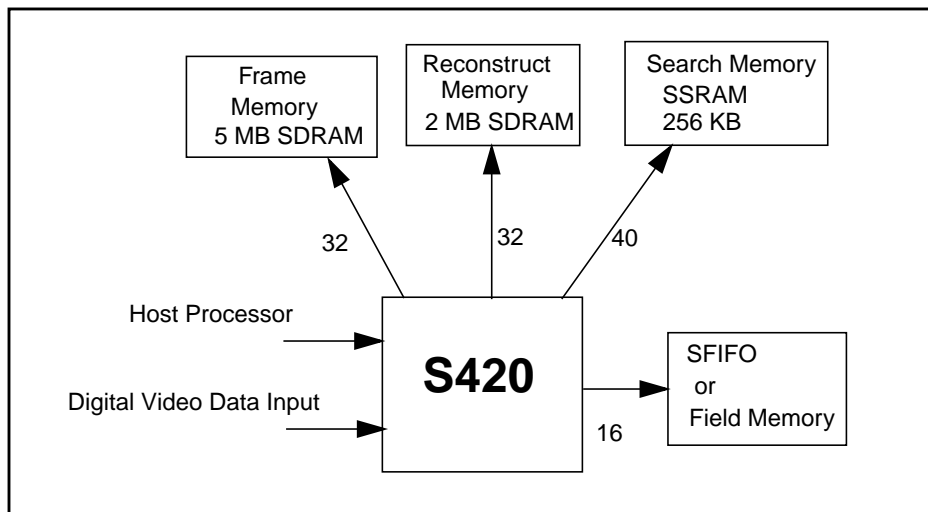 Frame
Memory
5 MB SDRAM
Reconstruct
Memory
2 MB SDRAM
Search Memory
SSRAM
256 KB
32
32
40
Host Processor
Digital Video Data Input
S420
16
SFIFO
or
Field Memory